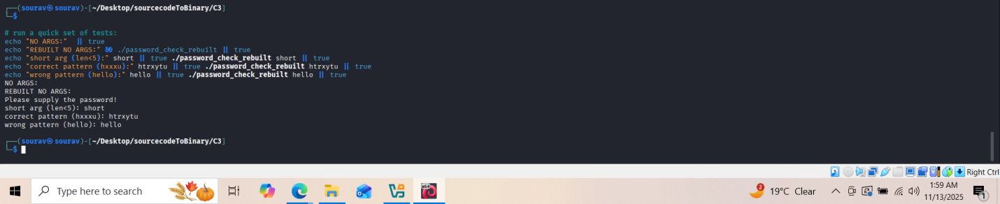 ┌──(sourav㉿sourav)-[~/Desktop/sourcecodeToBinary/C3]
└─$
# run a quick set of tests:
echo "NO ARGS:" || true
echo "REBUILT NO ARGS:" && ./password_check_rebuilt || true
echo "short arg (len<5):" short || true ./password_check_rebuilt short || true
echo "correct pattern (hxxxu):" htrxytu || true ./password_check_rebuilt htrxytu || true
echo "wrong pattern (hello):" hello || true ./password_check_rebuilt hello || true
NO ARGS:
REBUILT NO ARGS:
Please supply the password!
short arg (len<5): short
correct pattern (hxxxu): htrxytu
wrong pattern (hello): hello
┌──(sourav㉿sourav)-[~/Desktop/sourcecodeToBinary/C3]
└─$
Right Ctrl
Type here to search
x64
2
19°C Clear
1:59 AM
11/13/2025
1